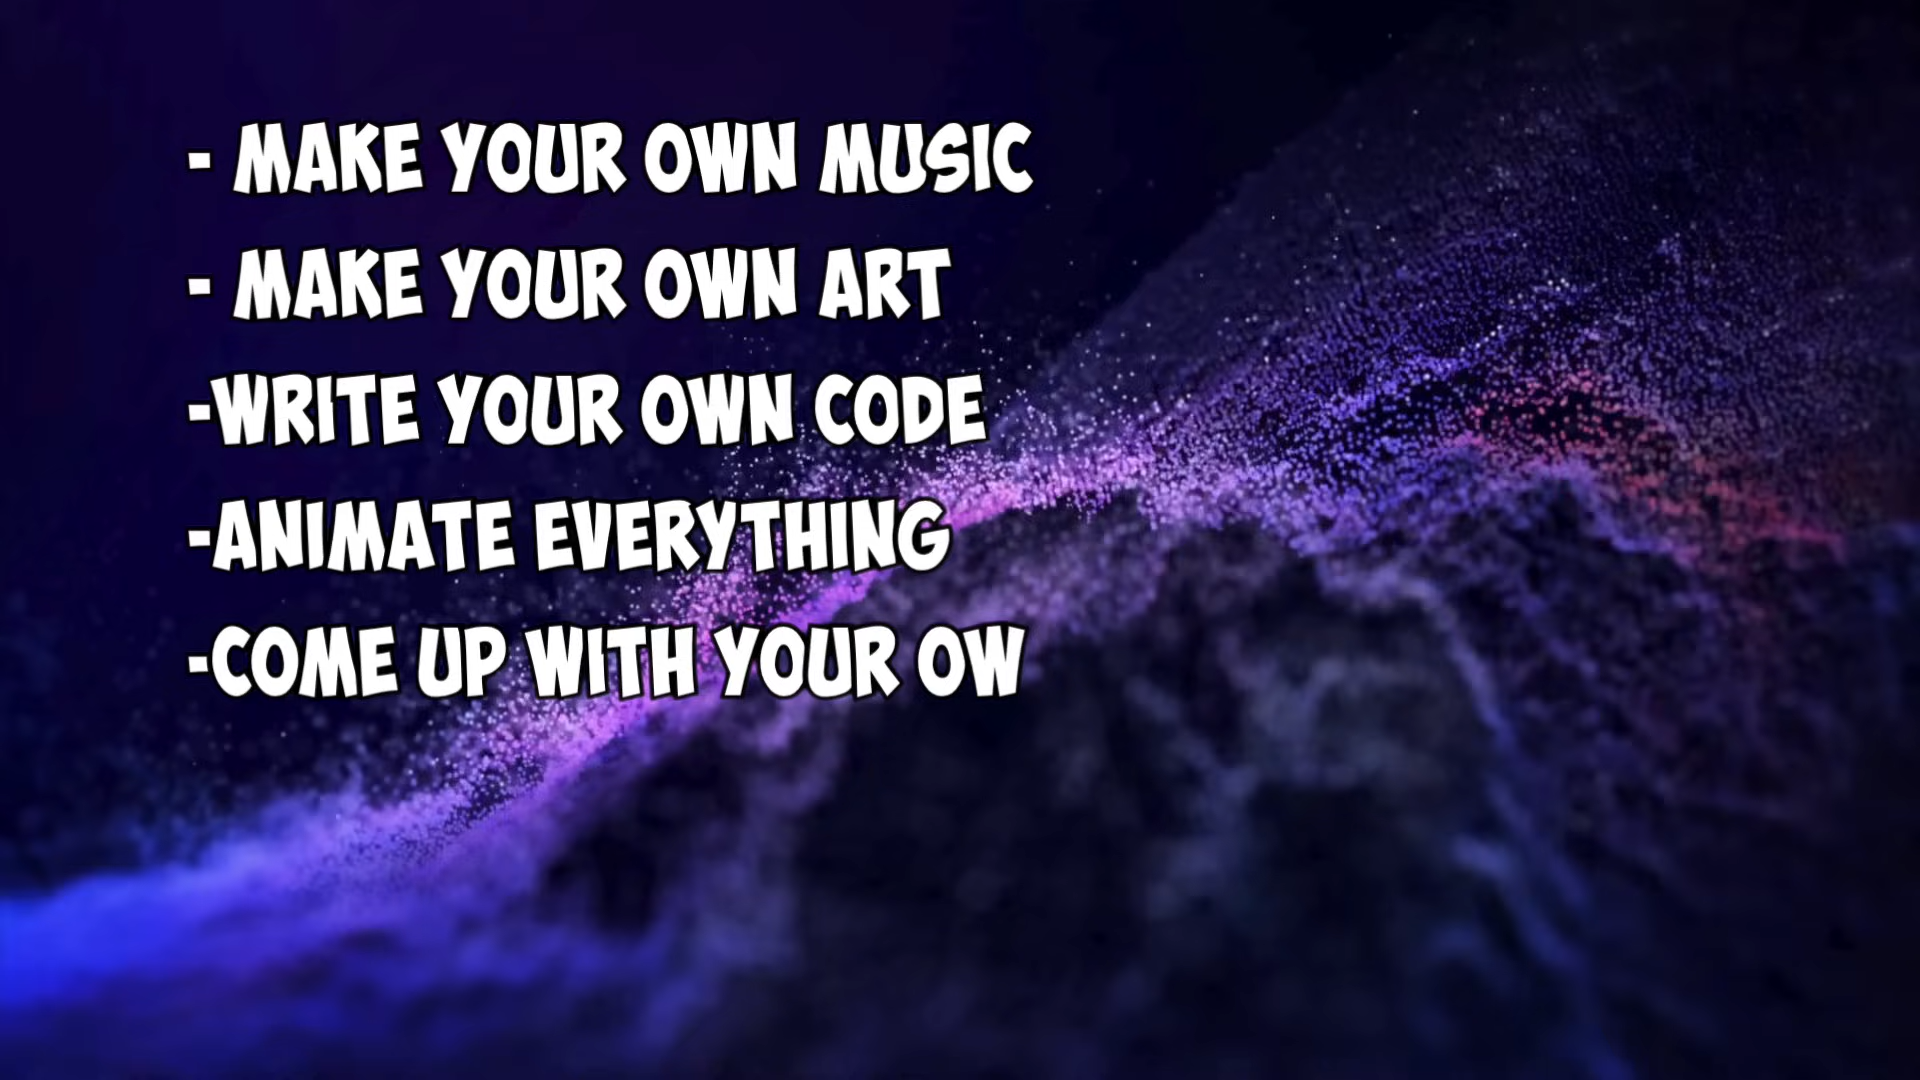 - MAKE YOUR OWN MUSIC
- MAKE YOUR OWN ART
-WRITE YOUR OWN CODE
-ANIMATE EVERYTHING
-COME UP WITH YOUR OW